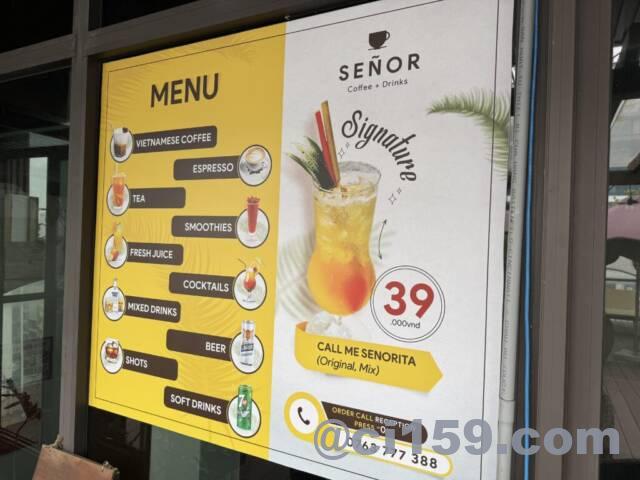 MENU
VIETNAMESE COFFEE
ESPRESSO
TEA
SMOOTHIES
FRESH JUICE
COCKTAILS
MIXED DRINKS
BEER
SHOTS
SOFT DRINKS
SEÑOR
Coffee + Drinks
Signature
39
.000vnd
CALL ME SENORITA
(Original, Mix)
ORDER CALL RECEPTION
PRESS
777 388
@ci159.com